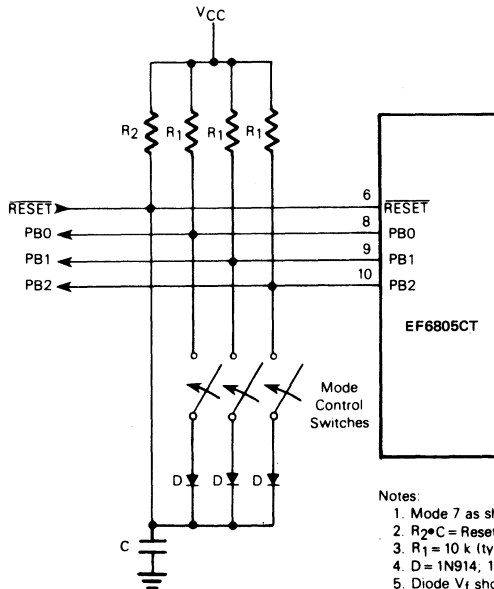 VCC
R2 R1 R1 R1
RESET 6 RESET
PB0 8 PB0
PB1 9 PB1
PB2 10 PB2
EF6805CT
Mode
Control
Switches
D D D
C
Notes:
1. Mode 7 as sh
2. R2•C = Reset
3. R1 = 10 k (ty
4. D = 1N914; 1
5. Diode Vf sho